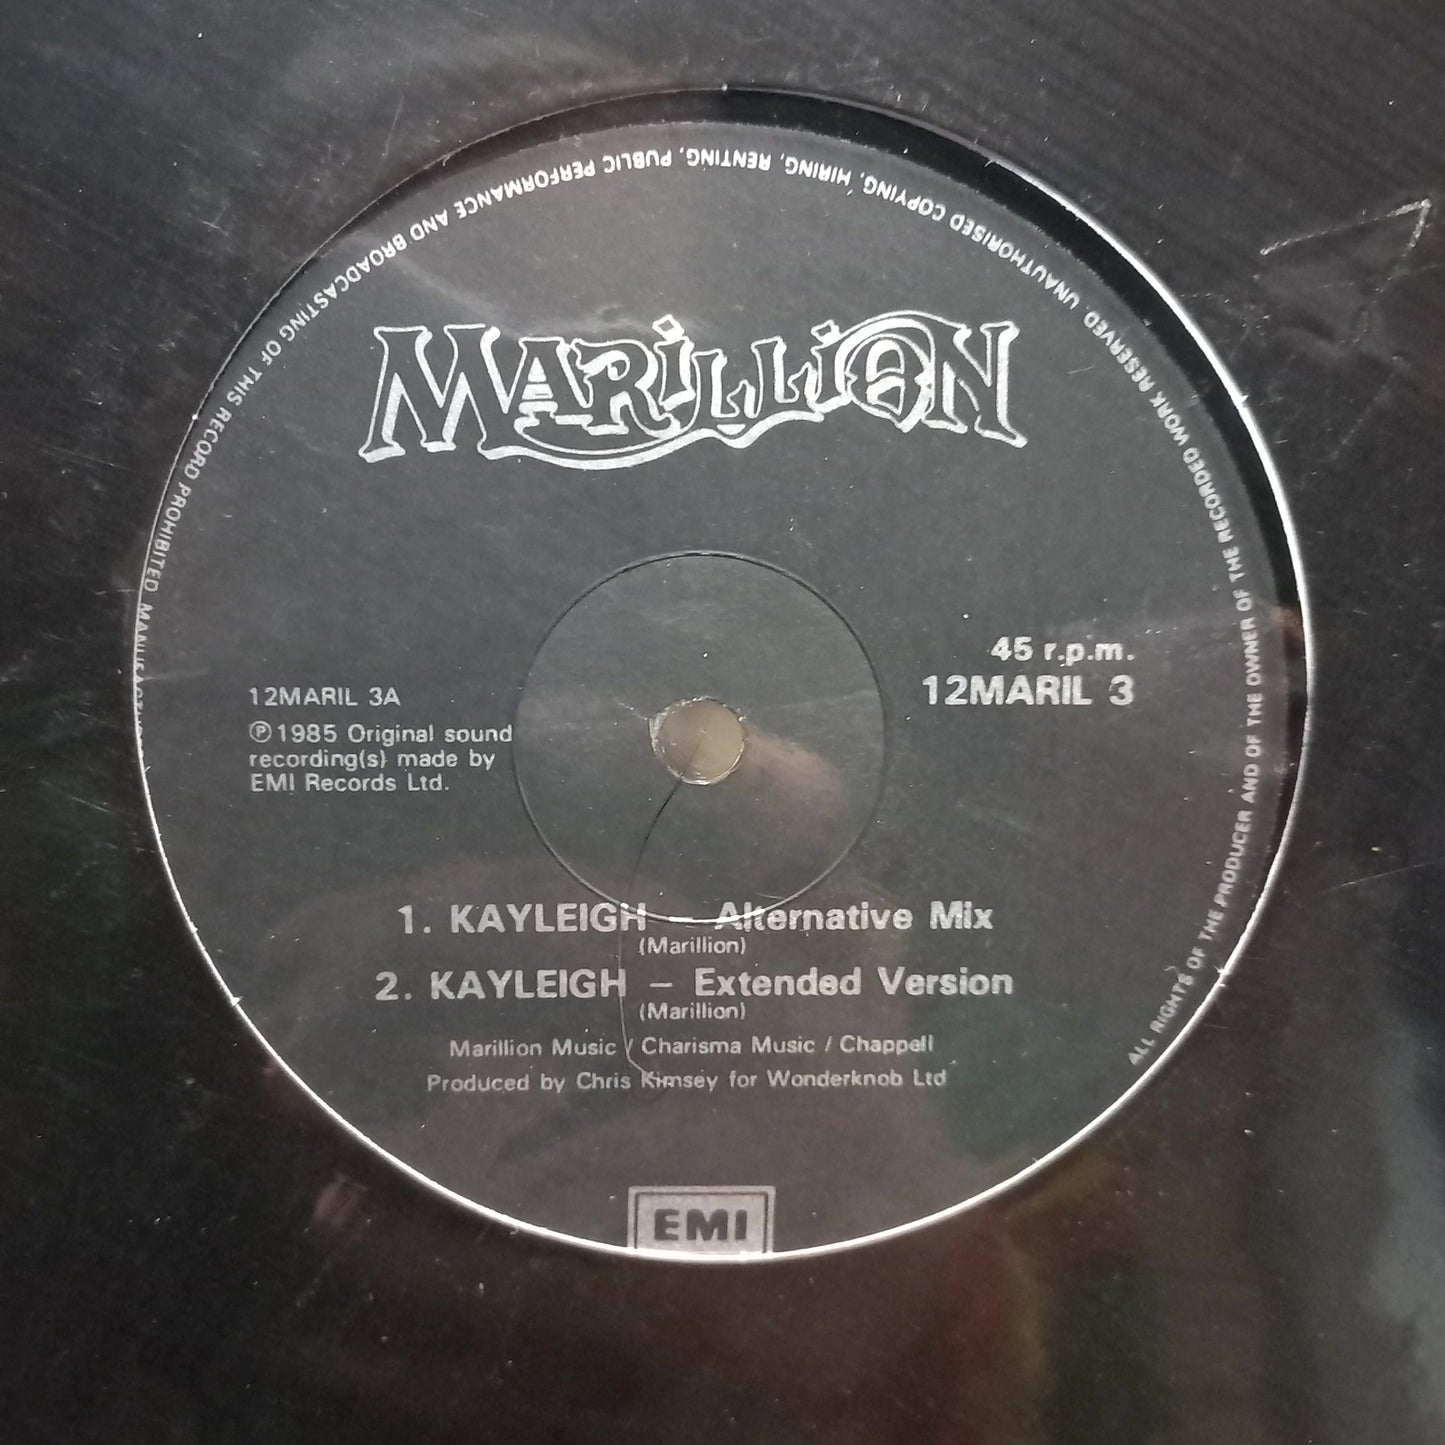 ALL RIGHTS OF THE PRODUCER AND OF THE OWNER OF THE RECORDED WORK RESERVED. UNAUTHORISED COPYING, HIRING, RENTING, PUBLIC PERFORMANCE AND BROADCASTING OF THIS RECORD PROHIBITED.
MARILLION
45 r.p.m.
12MARIL 3
12MARIL 3A
℗1985 Original sound
recording(s) made by
EMI Records Ltd.
1. KAYLEIGH – Alternative Mix
(Marillion)
2. KAYLEIGH – Extended Version
(Marillion)
Marillion Music / Charisma Music / Chappell
Produced by Chris Kimsey for Wonderknob Ltd
EMI